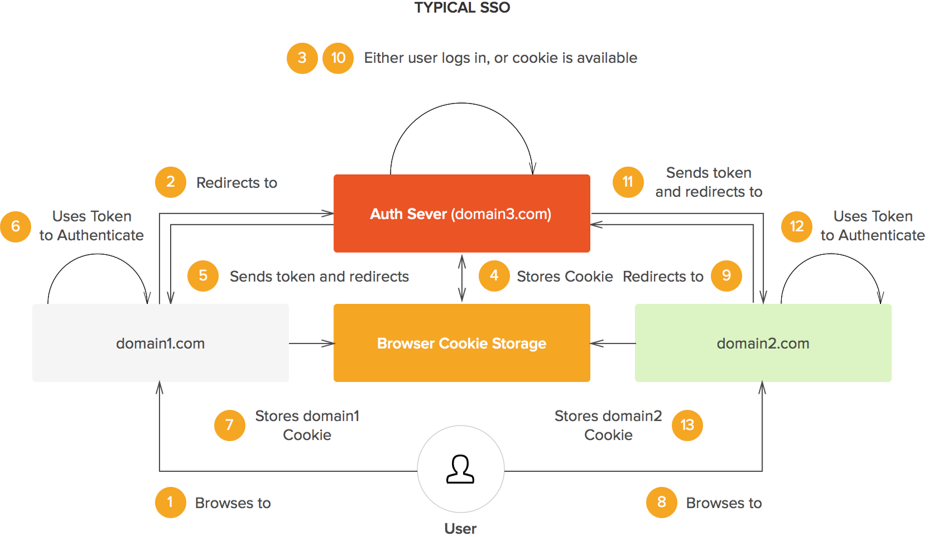 TYPICAL SSO
3 10 Either user logs in, or cookie is available
2 Redirects to
11 Sends token
and redirects to
6 Uses Token
to Authenticate
Auth Sever (domain3.com)
12 Uses Token
to Authenticate
5 Sends token and redirects
4 Stores Cookie
Redirects to 9
domain1.com
Browser Cookie Storage
domain2.com
7 Stores domain1
Cookie
Stores domain2
Cookie 13
1 Browses to
8 Browses to
User